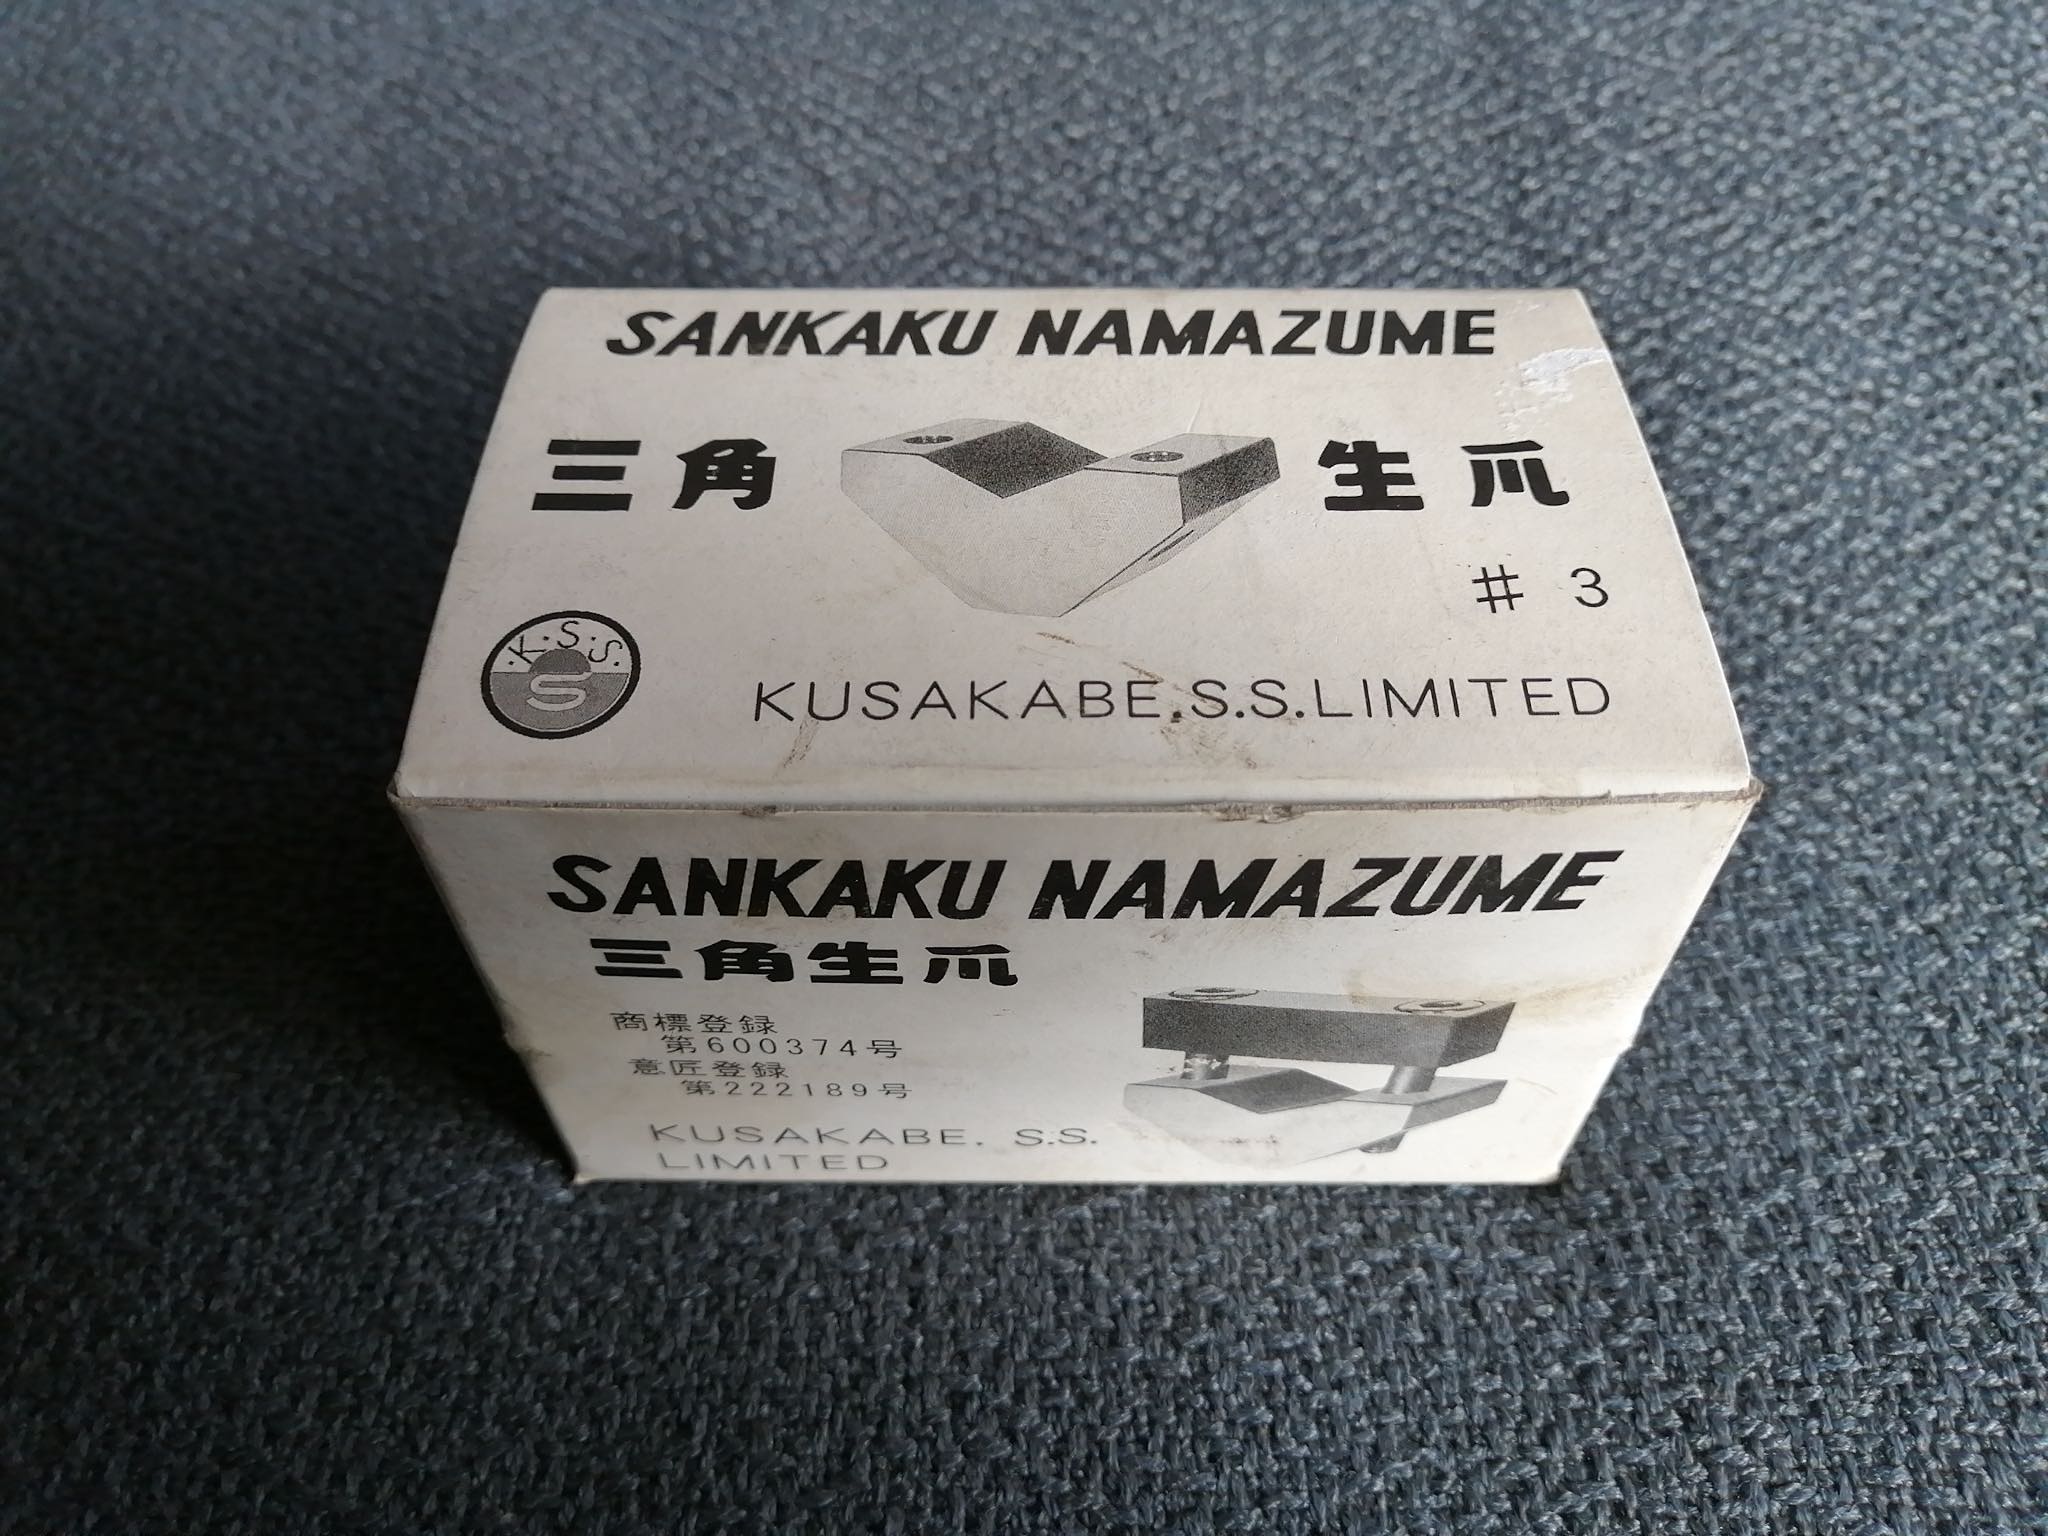 SANKAKU NAMAZUME
三角 生爪
# 3
K.S.S.
S
KUSAKABE.S.S.LIMITED
SANKAKU NAMAZUME
三角生爪
商標登録
第600374号
意匠登録
第222189号
KUSAKABE. S.S.
LIMITED